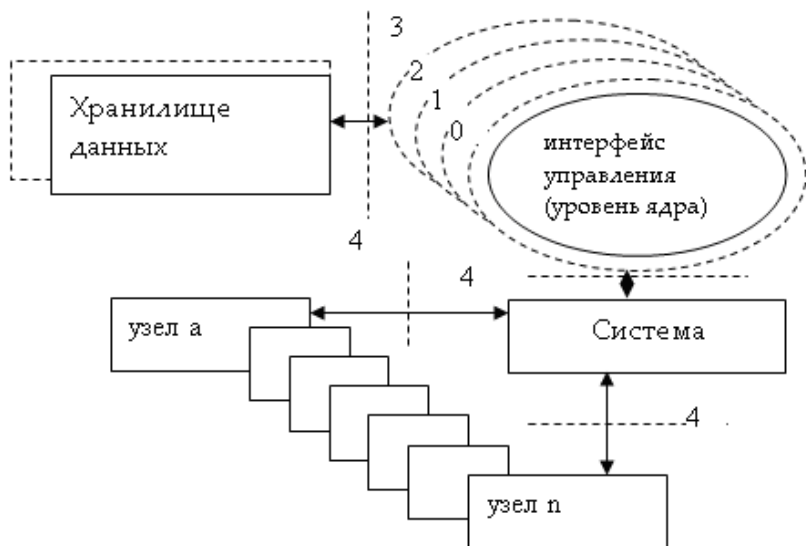 3
2
1
0
Хранилище
данных
интерфейс
управления
(уровень ядра)
4
4
узел a
Система
4
узел n